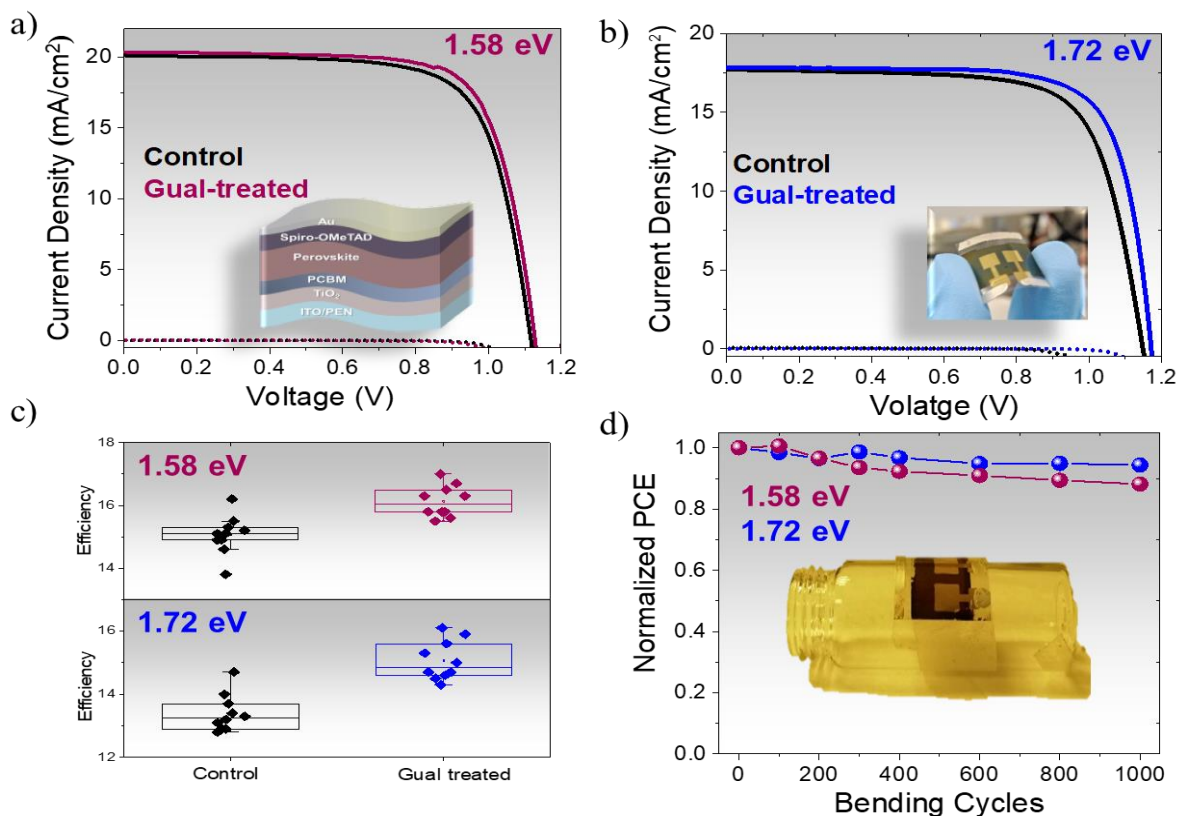 a)
1.58 eV
Current Density (mA/cm²)
20
15
10
5
0
Control
Gual-treated
Au
Spiro-OMeTAD
Perovskite
PCBM
TiO₂
ITO/PEN
0.0 0.2 0.4 0.6 0.8 1.0 1.2
Voltage (V)
b)
1.72 eV
Current Density (mA/cm²)
20
15
10
5
0
Control
Gual-treated
0.0 0.2 0.4 0.6 0.8 1.0 1.2
Volatge (V)
c)
1.58 eV
Efficiency
18
16
14
1.72 eV
Efficiency
16
14
12
Control Gual treated
d)
Normalized PCE
1.0
0.8
0.6
0.4
0.2
0.0
1.58 eV
1.72 eV
0 200 400 600 800 1000
Bending Cycles